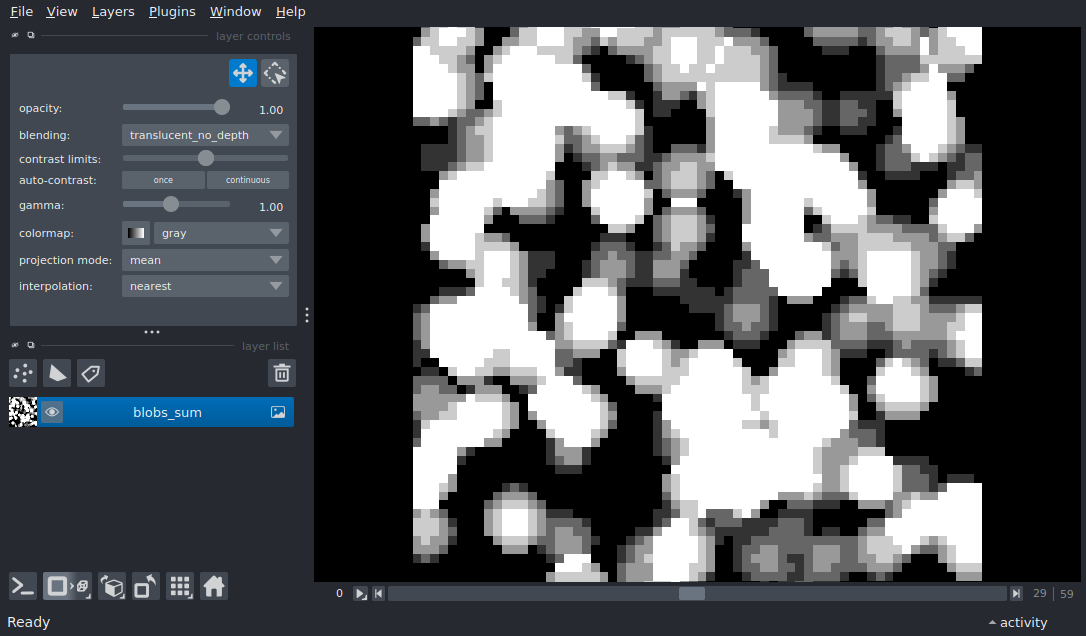 File View Layers Plugins Window Help
layer controls
opacity: 1.00
blending: translucent_no_depth
contrast limits:
auto-contrast: once continuous
gamma: 1.00
colormap: gray
projection mode: mean
interpolation: nearest
layer list
blobs_sum
0 29 59
Ready activity